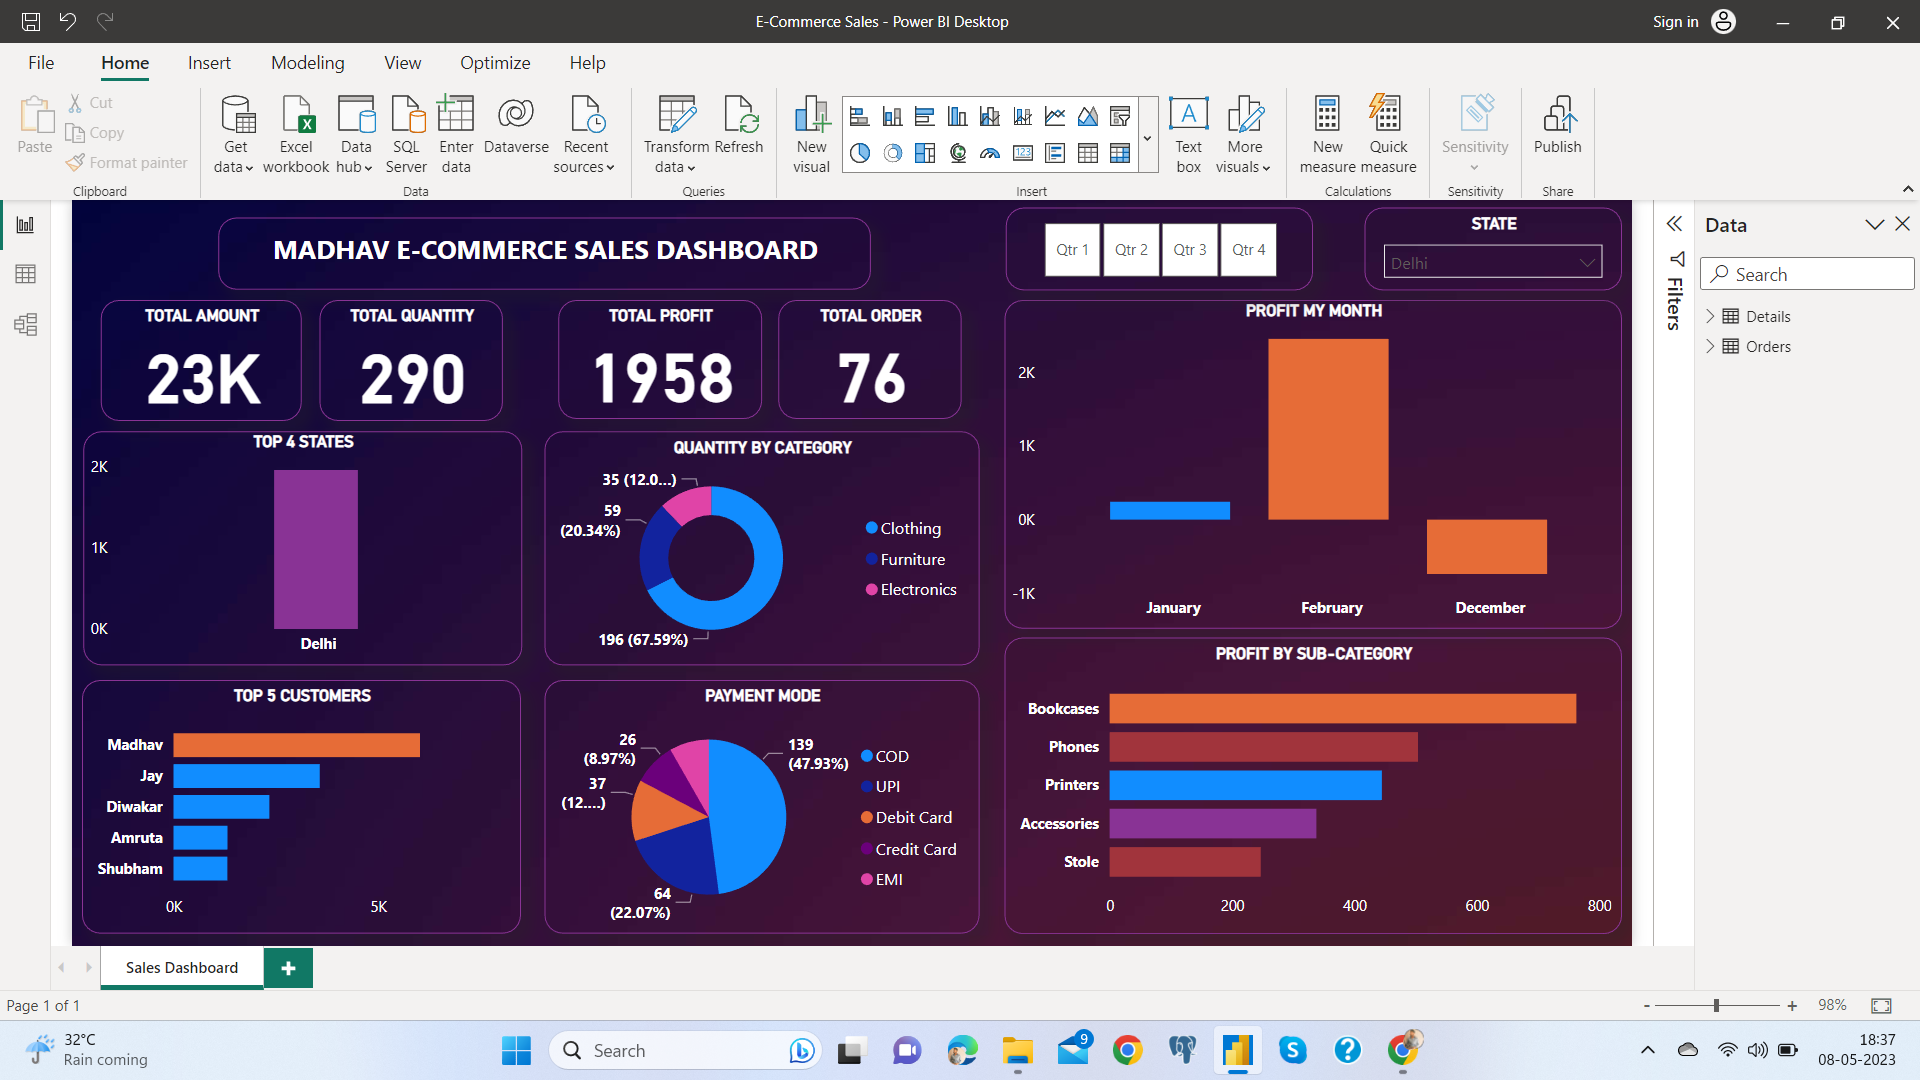 E-Commerce Sales - Power BI Desktop
Sign in
File Home Insert Modeling View Optimize Help
Paste
Cut
Copy
Format painter
Clipboard
Get data
Excel workbook
Data hub
SQL Server
Enter data
Dataverse
Recent sources
Data
Transform data
Refresh
Queries
New visual
123
A
Text box
More visuals
Insert
New measure
Quick measure
Calculations
Sensitivity
Sensitivity
Publish
Share
MADHAV E-COMMERCE SALES DASHBOARD
Qtr 1 Qtr 2 Qtr 3 Qtr 4
STATE
Delhi
TOTAL AMOUNT
23K
TOTAL QUANTITY
290
TOTAL PROFIT
1958
TOTAL ORDER
76
TOP 4 STATES
2K
1K
0K
Delhi
QUANTITY BY CATEGORY
35 (12.0...)
59
(20.34%)
196 (67.59%)
Clothing
Furniture
Electronics
PROFIT MY MONTH
2K
1K
0K
-1K
January February December
TOP 5 CUSTOMERS
Madhav
Jay
Diwakar
Amruta
Shubham
0K 5K
PAYMENT MODE
26
(8.97%)
37
(12....)
64
(22.07%)
139
(47.93%)
COD
UPI
Debit Card
Credit Card
EMI
PROFIT BY SUB-CATEGORY
Bookcases
Phones
Printers
Accessories
Stole
0 200 400 600 800
Filters
Data
Search
Details
Orders
Sales Dashboard
Page 1 of 1
- + 98%
32°C
Rain coming
Search
9
18:37
08-05-2023